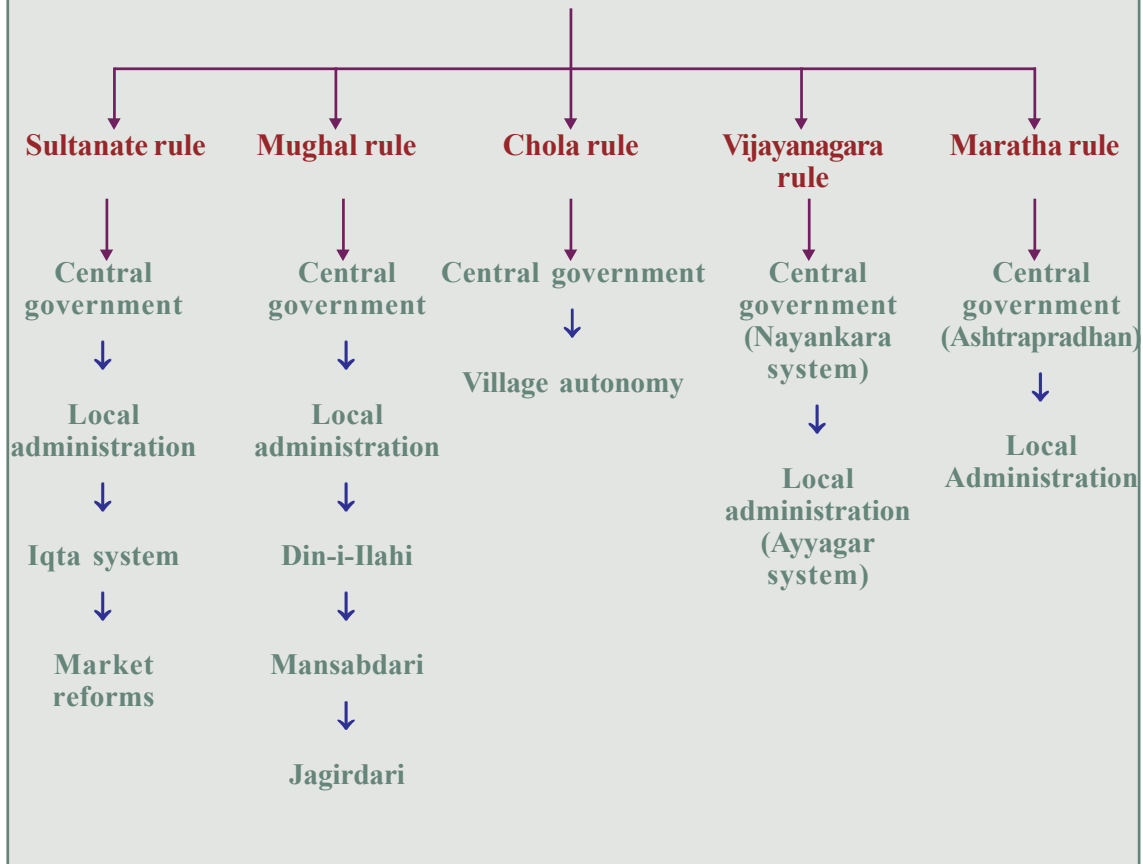 Sultanate rule
Mughal rule
Chola rule
Vijayanagara
rule
Maratha rule
Central
government
Local
administration
Iqta system
Market
reforms
Central
government
Local
administration
Din-i-Ilahi
Mansabdari
Jagirdari
Central government
Village autonomy
Central
government
(Nayankara
system)
Local
administration
(Ayyagar
system)
Central
government
(Ashtrapradhan)
Local
Administration